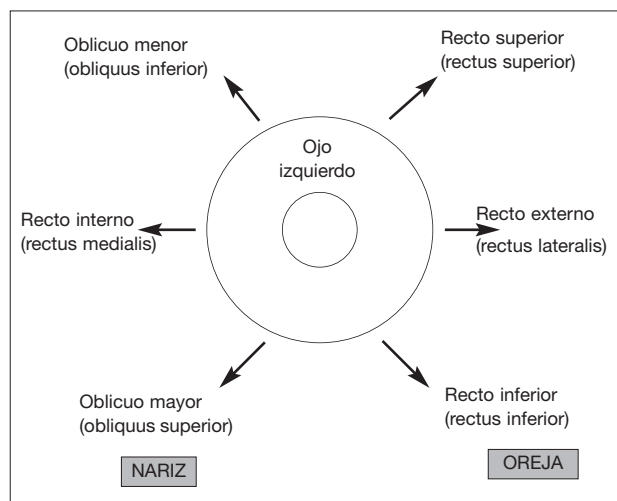 Oblicuo menor
(obliquus inferior)
Recto superior
(rectus superior)
Ojo
izquierdo
Recto interno
(rectus medialis)
Recto externo
(rectus lateralis)
Oblicuo mayor
(obliquus superior)
Recto inferior
(rectus inferior)
NARIZ
OREJA